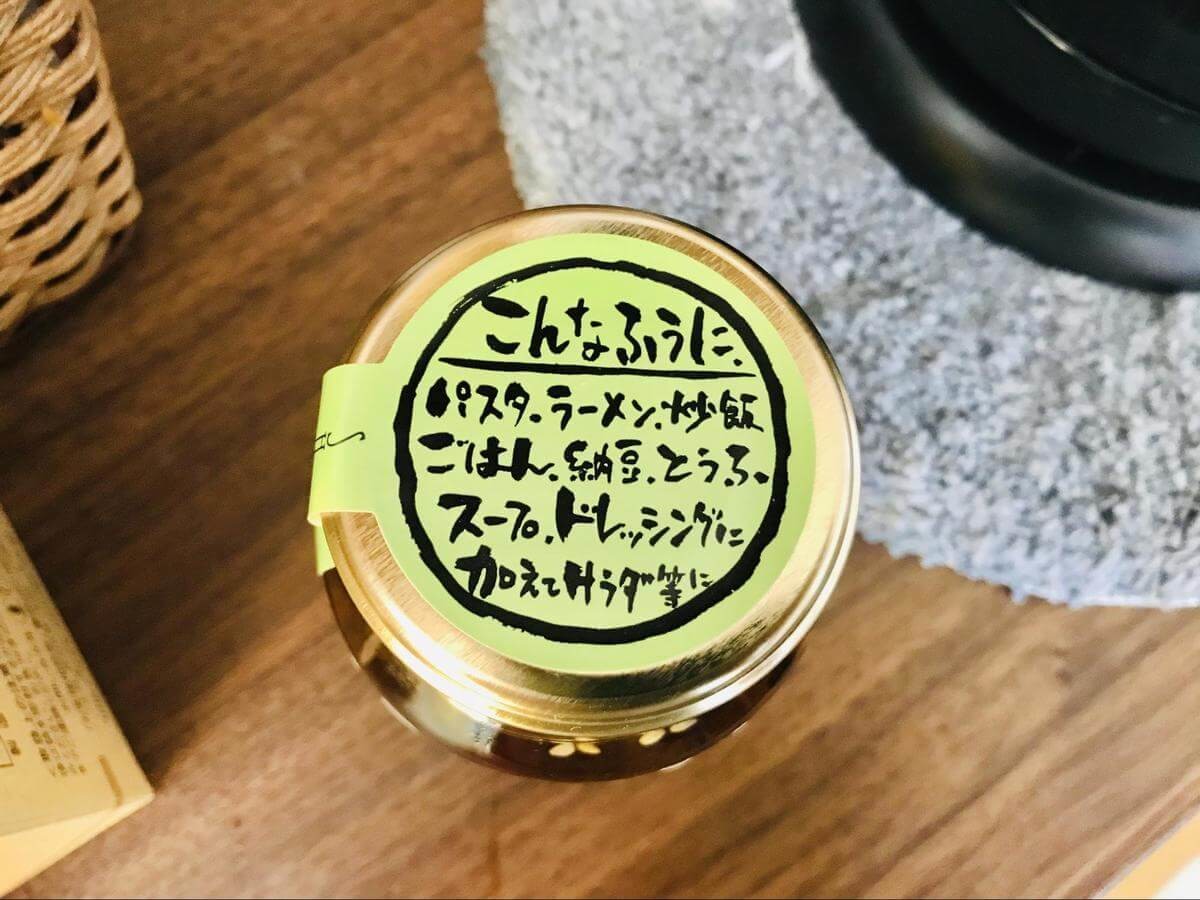 こんなふうに、
パスタ、ラーメン、炒飯
ごはん、納豆、とうふ、
スープ、ドレッシングに
加えてサラダ等に